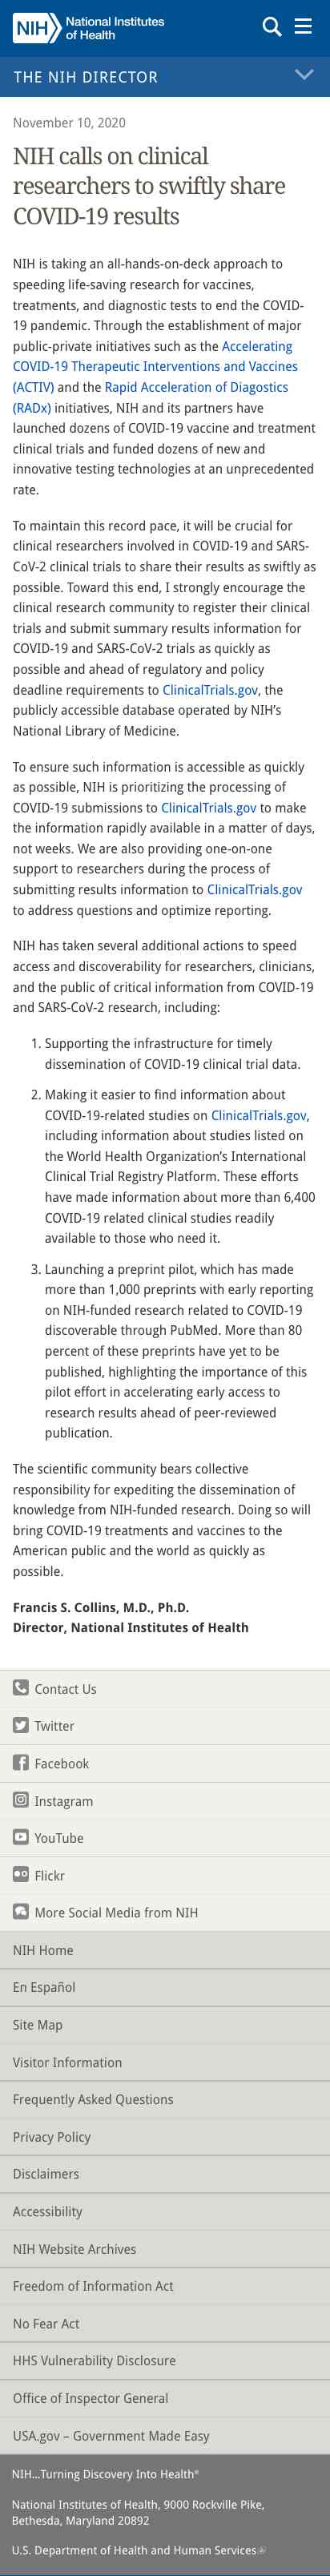 NIH National Institutes
of Health
THE NIH DIRECTOR
November 10, 2020
NIH calls on clinical
researchers to swiftly share
COVID-19 results
NIH is taking an all-hands-on-deck approach to
speeding life-saving research for vaccines,
treatments, and diagnostic tests to end the COVID-
19 pandemic. Through the establishment of major
public-private initiatives such as the Accelerating
COVID-19 Therapeutic Interventions and Vaccines
(ACTIV) and the Rapid Acceleration of Diagostics
(RADx) initiatives, NIH and its partners have
launched dozens of COVID-19 vaccine and treatment
clinical trials and funded dozens of new and
innovative testing technologies at an unprecedented
rate.
To maintain this record pace, it will be crucial for
clinical researchers involved in COVID-19 and SARS-
CoV-2 clinical trials to share their results as swiftly as
possible. Toward this end, I strongly encourage the
clinical research community to register their clinical
trials and submit summary results information for
COVID-19 and SARS-CoV-2 trials as quickly as
possible and ahead of regulatory and policy
deadline requirements to ClinicalTrials.gov, the
publicly accessible database operated by NIH's
National Library of Medicine.
To ensure such information is accessible as quickly
as possible, NIH is prioritizing the processing of
COVID-19 submissions to ClinicalTrials.gov to make
the information rapidly available in a matter of days,
not weeks. We are also providing one-on-one
support to researchers during the process of
submitting results information to ClinicalTrials.gov
to address questions and optimize reporting.
NIH has taken several additional actions to speed
access and discoverability for researchers, clinicians,
and the public of critical information from COVID-19
and SARS-CoV-2 research, including:
1. Supporting the infrastructure for timely
dissemination of COVID-19 clinical trial data.
2. Making it easier to find information about
COVID-19-related studies on ClinicalTrials.gov,
including information about studies listed on
the World Health Organization's International
Clinical Trial Registry Platform. These efforts
have made information about more than 6,400
COVID-19 related clinical studies readily
available to those who need it.
3. Launching a preprint pilot, which has made
more than 1,000 preprints with early reporting
on NIH-funded research related to COVID-19
discoverable through PubMed. More than 80
percent of these preprints have yet to be
published, highlighting the importance of this
pilot effort in accelerating early access to
research results ahead of peer-reviewed
publication.
The scientific community bears collective
responsibility for expediting the dissemination of
knowledge from NIH-funded research. Doing so will
bring COVID-19 treatments and vaccines to the
American public and the world as quickly as
possible.
Francis S. Collins, M.D., Ph.D.
Director, National Institutes of Health
Contact Us
Twitter
Facebook
Instagram
YouTube
Flickr
More Social Media from NIH
NIH Home
En Español
Site Map
Visitor Information
Frequently Asked Questions
Privacy Policy
Disclaimers
Accessibility
NIH Website Archives
Freedom of Information Act
No Fear Act
HHS Vulnerability Disclosure
Office of Inspector General
USA.gov – Government Made Easy
NIH…Turning Discovery Into Health®
National Institutes of Health, 9000 Rockville Pike,
Bethesda, Maryland 20892
U.S. Department of Health and Human Services